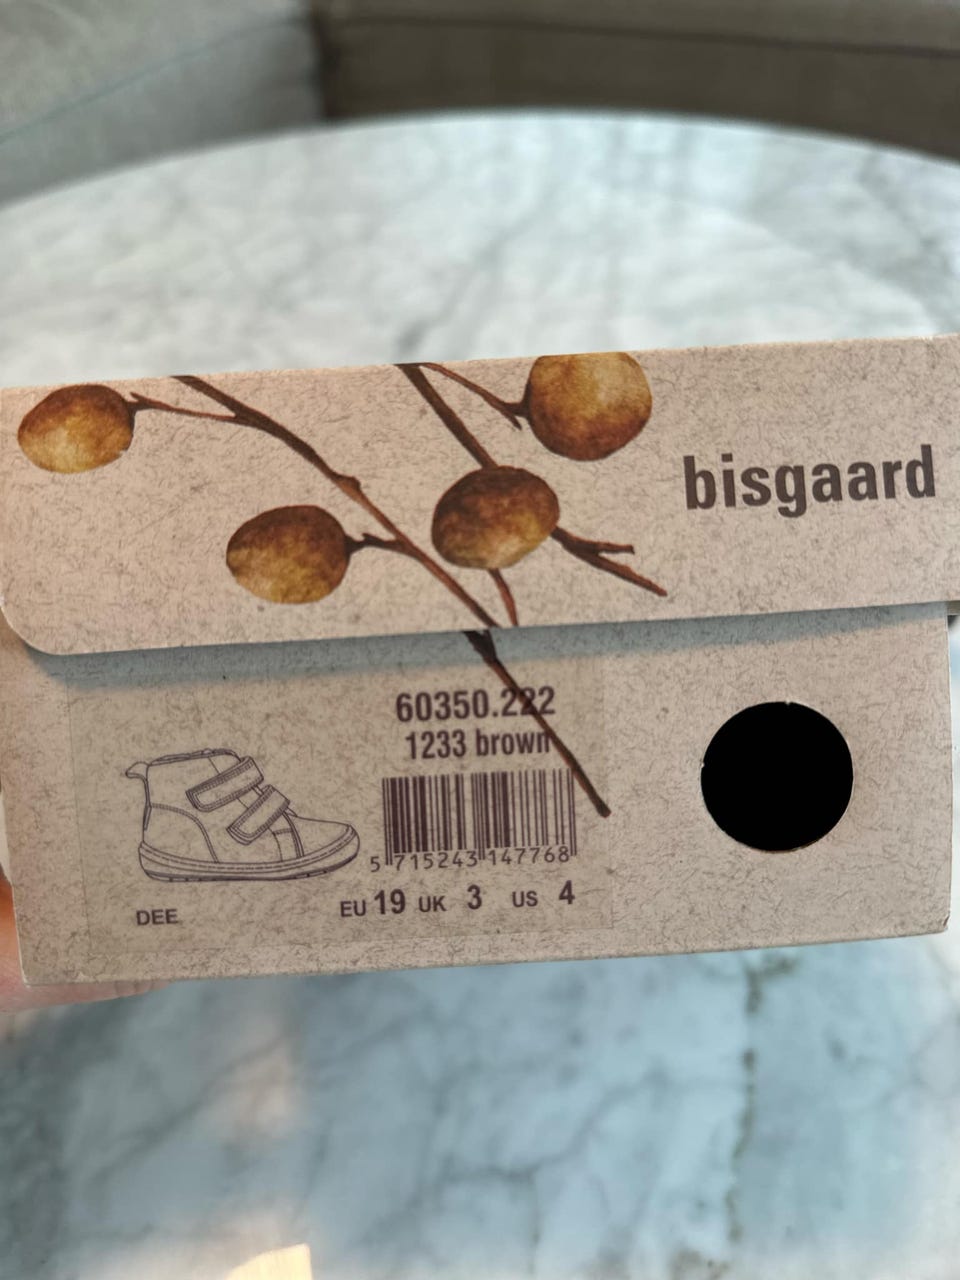 bisgaard
60350.222
1233 brown
5 715243 147768
DEE
EU 19 UK 3 US 4